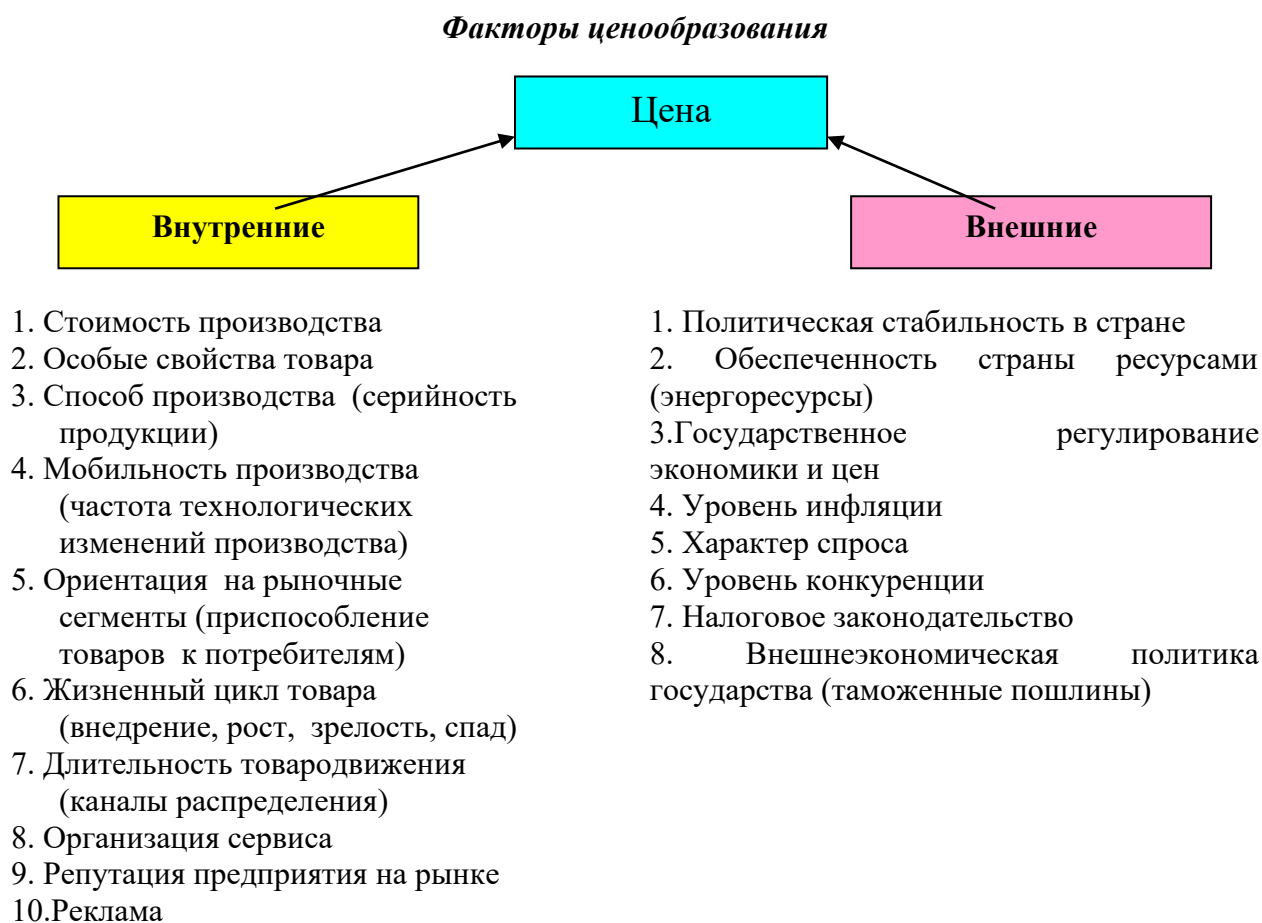 Факторы ценообразования
Цена
Внутренние
Внешние
1. Стоимость производства
2. Особые свойства товара
3. Способ производства (серийность
продукции)
4. Мобильность производства
(частота технологических
изменений производства)
5. Ориентация на рыночные
сегменты (приспособление
товаров к потребителям)
6. Жизненный цикл товара
(внедрение, рост, зрелость, спад)
7. Длительность товародвижения
(каналы распределения)
8. Организация сервиса
9. Репутация предприятия на рынке
10.Реклама
1. Политическая стабильность в стране
2. Обеспеченность страны ресурсами
(энергоресурсы)
3.Государственное регулирование
экономики и цен
4. Уровень инфляции
5. Характер спроса
6. Уровень конкуренции
7. Налоговое законодательство
8. Внешнеэкономическая политика
государства (таможенные пошлины)